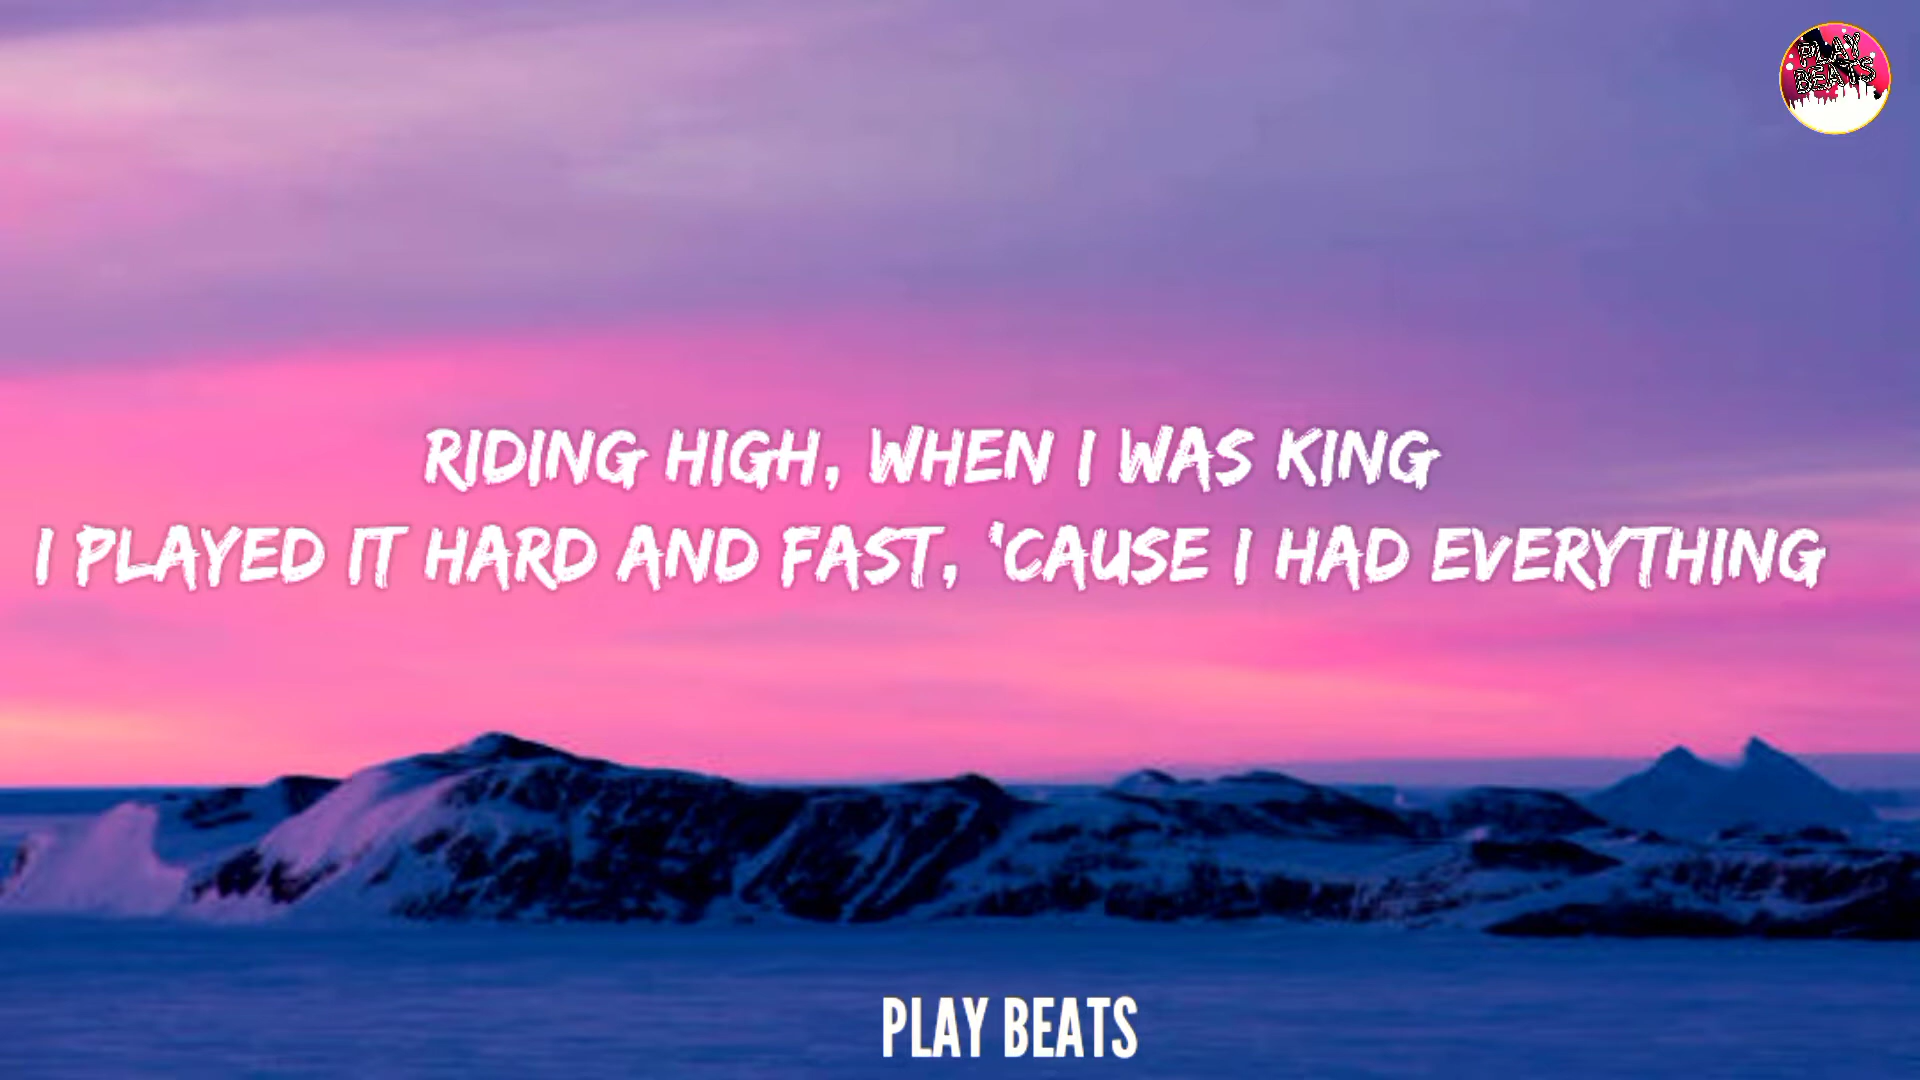 PLAY
BEATS
RIDING HIGH, WHEN I WAS KING
I PLAYED IT HARD AND FAST, 'CAUSE I HAD EVERYTHING
PLAY BEATS